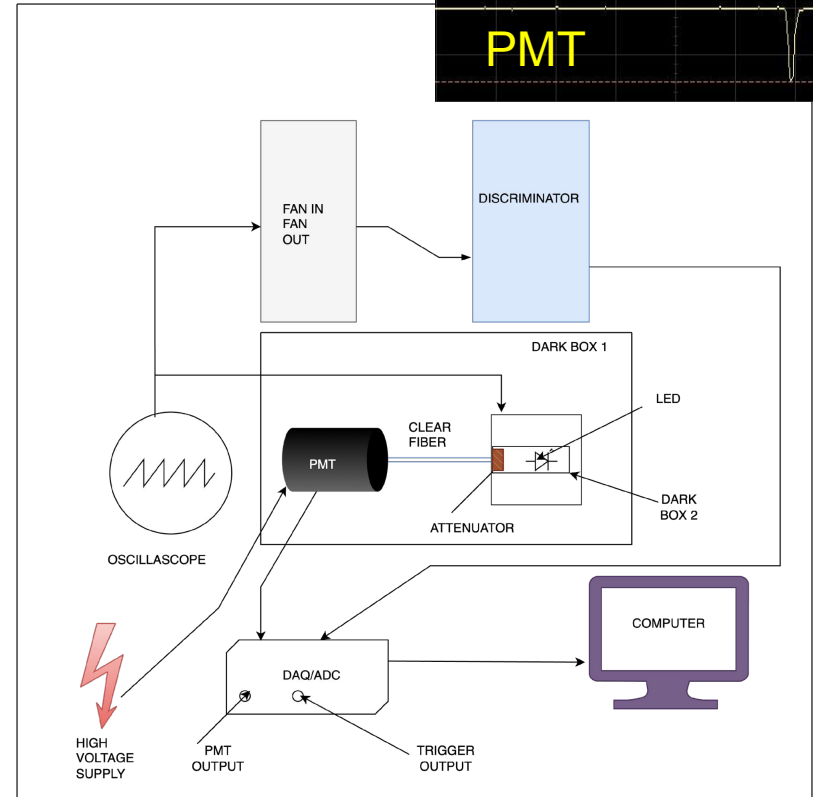 PMT
FAN IN
FAN
OUT
DISCRIMINATOR
DARK BOX 1
LED
CLEAR
FIBER
PMT
DARK
BOX 2
ATTENUATOR
OSCILLASCOPE
COMPUTER
DAQ/ADC
HIGH
VOLTAGE
SUPPLY
PMT
OUTPUT
TRIGGER
OUTPUT